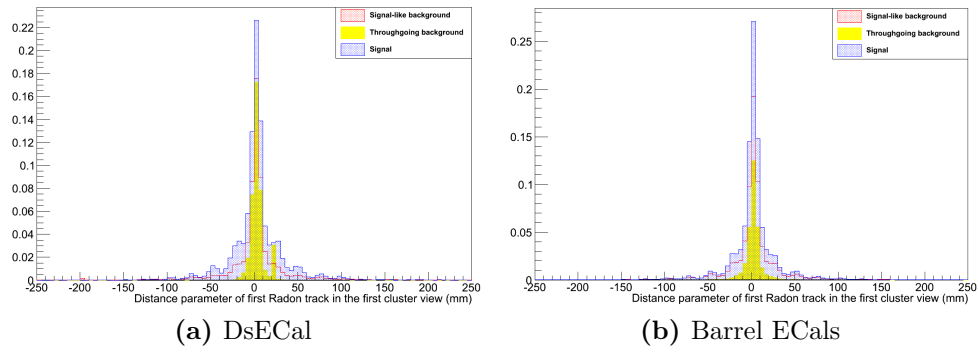 Signal-like background
Throughgoing background
Signal
0.22
0.2
0.18
0.16
0.14
0.12
0.1
0.08
0.06
0.04
0.02
0
-250 -200 -150 -100 -50 0 50 100 150 200 250
Distance parameter of first Radon track in the first cluster view (mm)
(a) DsECal
Signal-like background
Throughgoing background
Signal
0.25
0.2
0.15
0.1
0.05
0
-250 -200 -150 -100 -50 0 50 100 150 200 250
Distance parameter of first Radon track in the first cluster view (mm)
(b) Barrel ECals